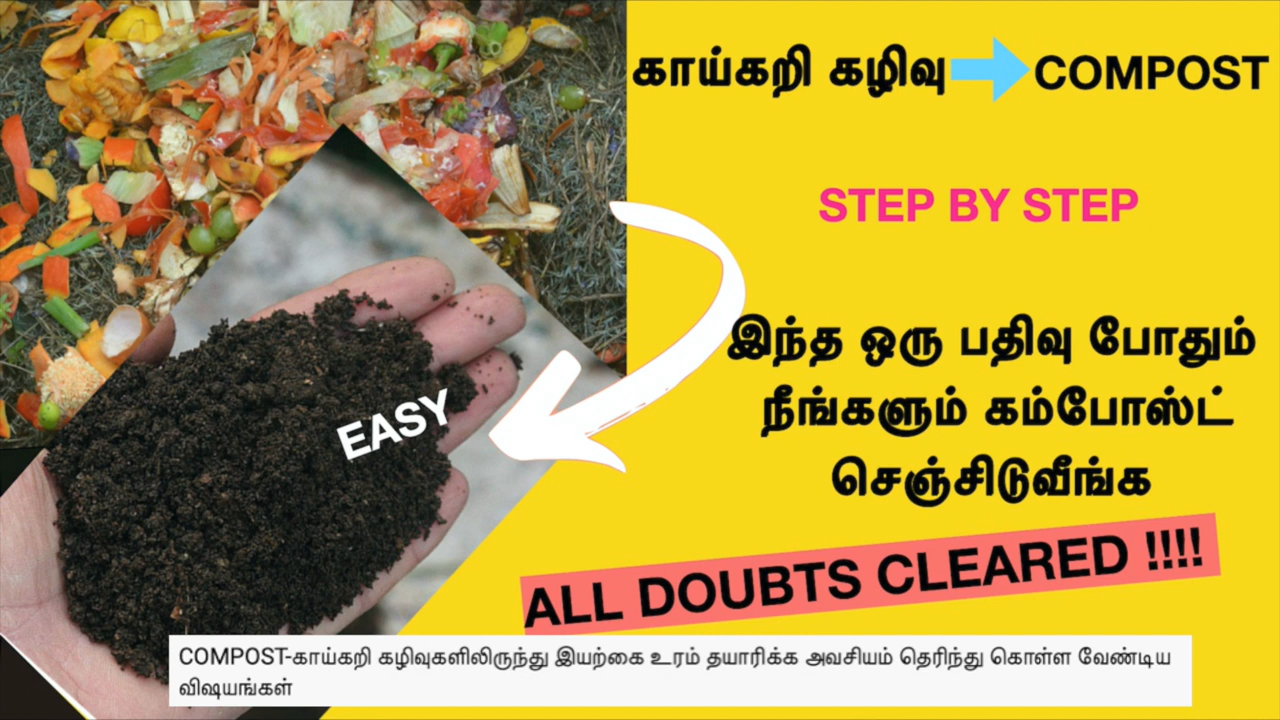 காய்கறி கழிவு COMPOST
STEP BY STEP
இந்த ஒரு பதிவு போதும்
நீங்களும் கம்போஸ்ட்
செஞ்சிடுவீங்க
EASY
ALL DOUBTS CLEARED !!!!
COMPOST-காய்கறி கழிவுகளிலிருந்து இயற்கை உரம் தயாரிக்க அவசியம் தெரிந்து கொள்ள வேண்டிய
விஷயங்கள்